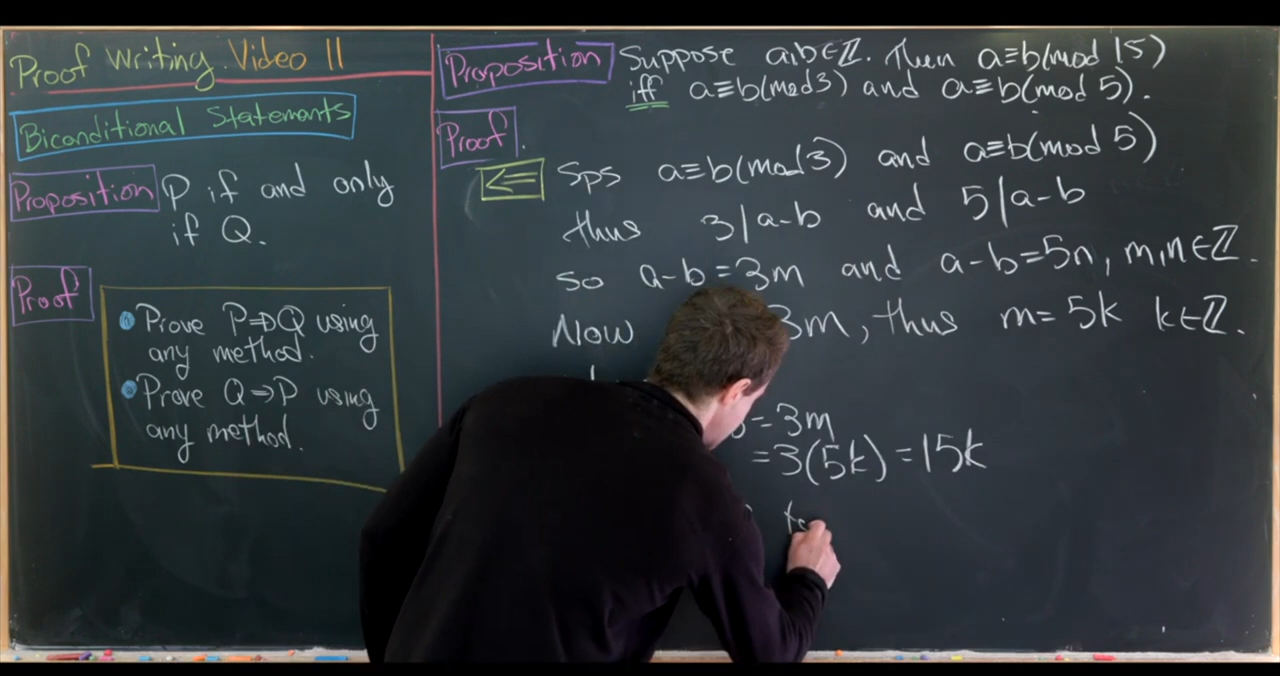 Proof Writing Video 11
Biconditional Statements
Proposition P if and only
if Q.
Proof
Prove P⇒Q using
any method.
Prove Q⇒P using
any method.
Proposition Suppose a,b∈ℤ. Then a≡b(mod 15)
iff a≡b(mod 3) and a≡b(mod 5).
Proof.
⇐ Sps a≡b(mod 3) and a≡b(mod 5)
thus 3|a-b and 5|a-b
so a-b=3m and a-b=5n, m,n∈ℤ.
Now 3m, thus m=5k k∈ℤ.
=3m
=3(5k)=15k